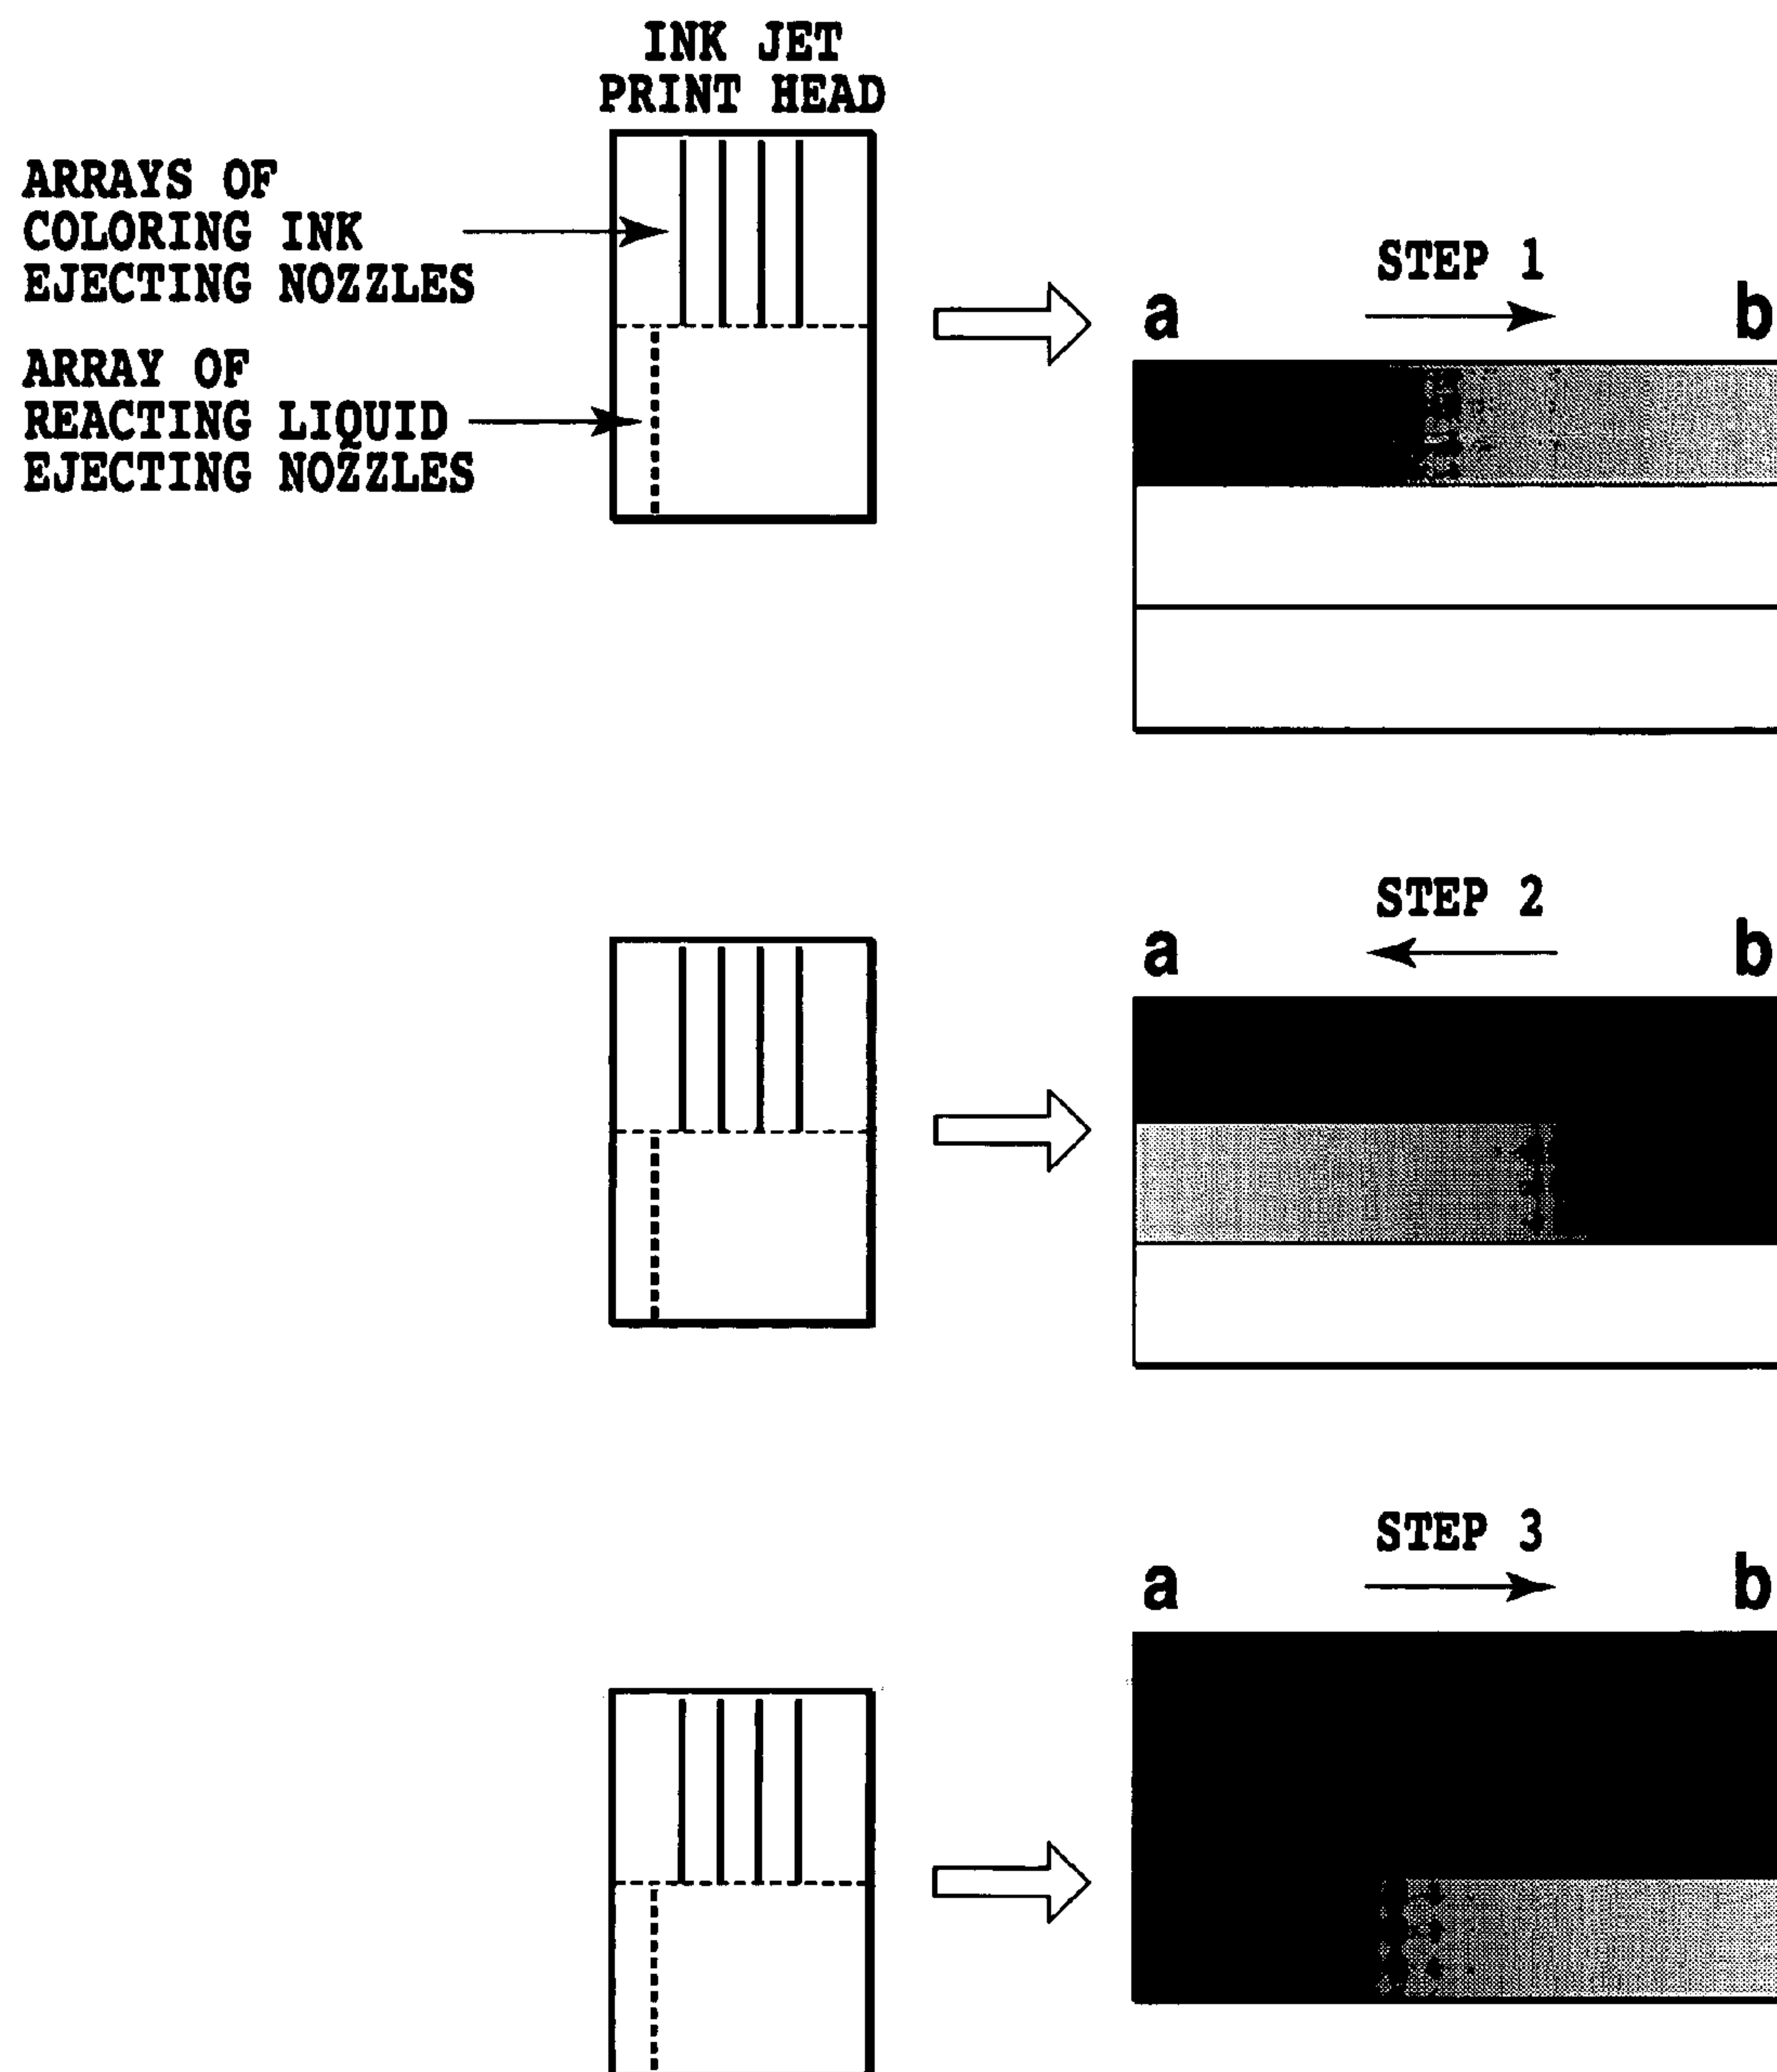 INK JET
PRINT HEAD
ARRAYS OF
COLORING INK
EJECTING NOZZLES
ARRAY OF
REACTING LIQUID
EJECTING NOZZLES
STEP 1
a b
STEP 2
a b
STEP 3
a b